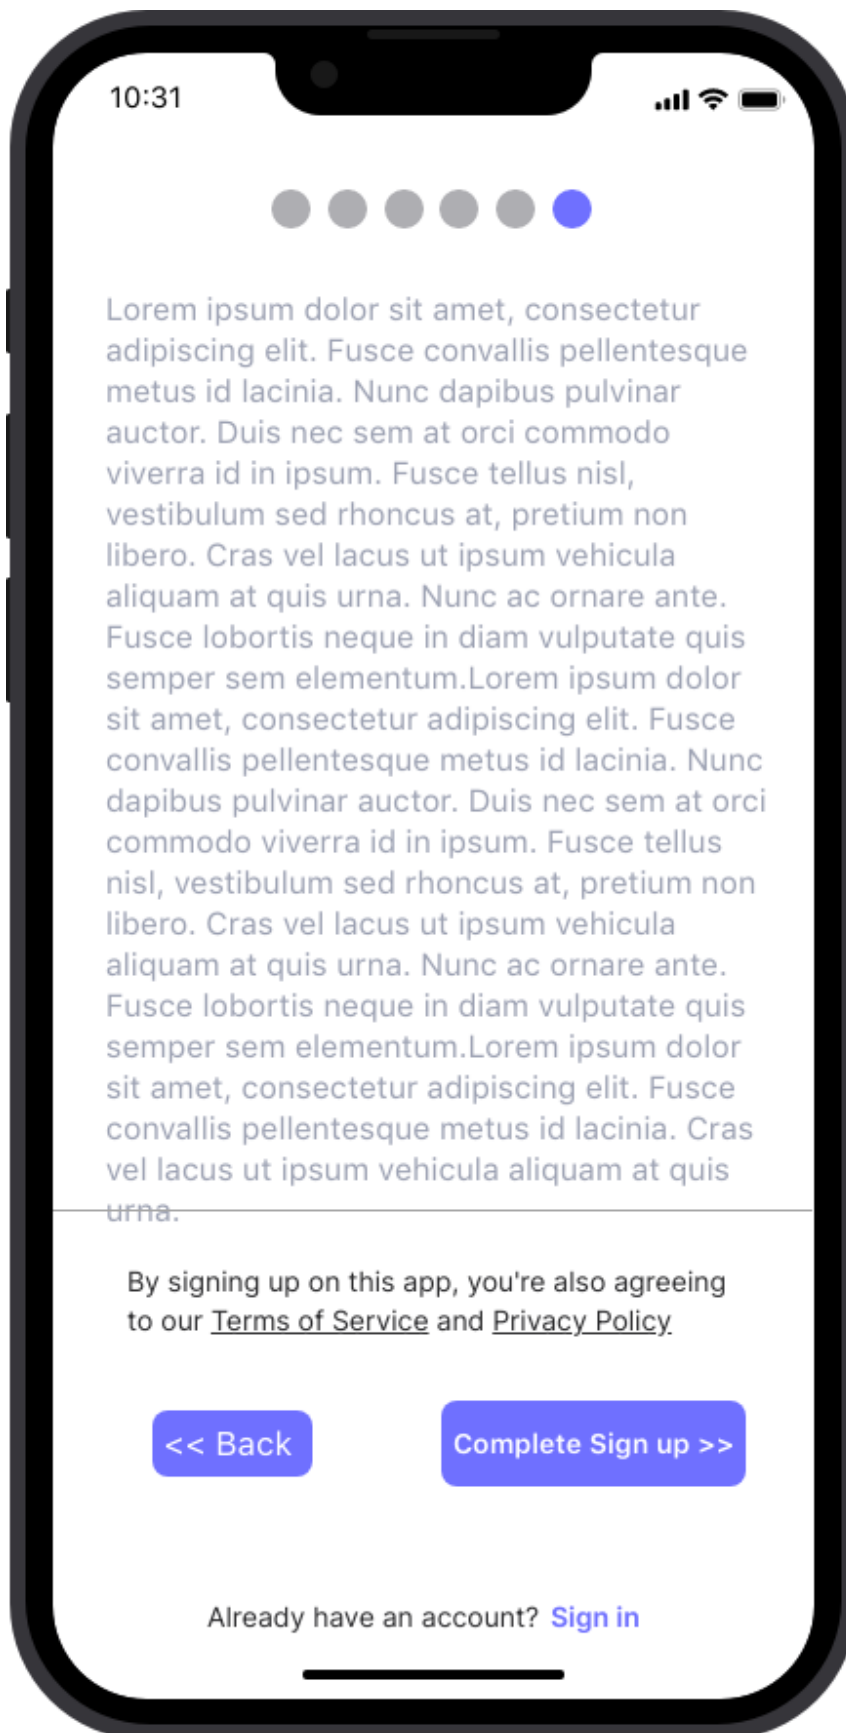 10:31
Lorem ipsum dolor sit amet, consectetur
adipiscing elit. Fusce convallis pellentesque
metus id lacinia. Nunc dapibus pulvinar
auctor. Duis nec sem at orci commodo
viverra id in ipsum. Fusce tellus nisl,
vestibulum sed rhoncus at, pretium non
libero. Cras vel lacus ut ipsum vehicula
aliquam at quis urna. Nunc ac ornare ante.
Fusce lobortis neque in diam vulputate quis
semper sem elementum.Lorem ipsum dolor
sit amet, consectetur adipiscing elit. Fusce
convallis pellentesque metus id lacinia. Nunc
dapibus pulvinar auctor. Duis nec sem at orci
commodo viverra id in ipsum. Fusce tellus
nisl, vestibulum sed rhoncus at, pretium non
libero. Cras vel lacus ut ipsum vehicula
aliquam at quis urna. Nunc ac ornare ante.
Fusce lobortis neque in diam vulputate quis
semper sem elementum.Lorem ipsum dolor
sit amet, consectetur adipiscing elit. Fusce
convallis pellentesque metus id lacinia. Cras
vel lacus ut ipsum vehicula aliquam at quis
urna.
By signing up on this app, you're also agreeing
to our Terms of Service and Privacy Policy
<< Back
Complete Sign up >>
Already have an account? Sign in